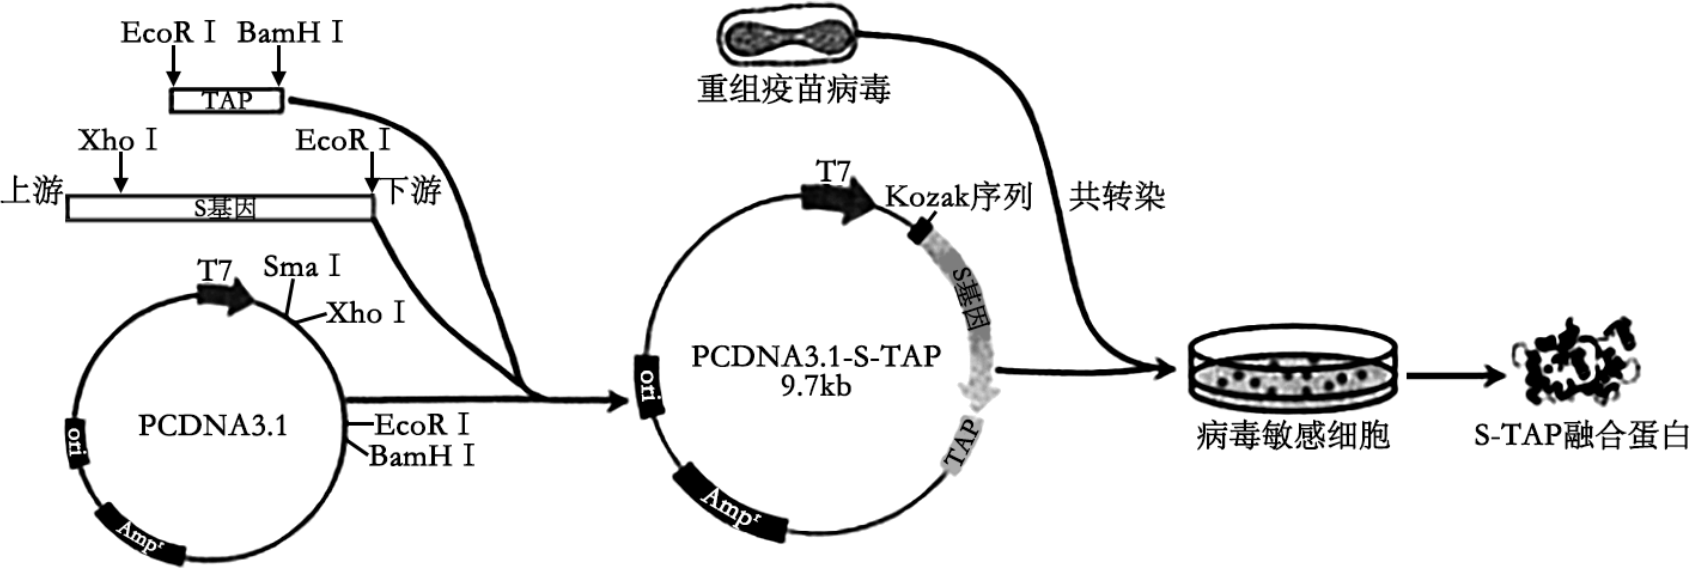 EcoR Ⅰ BamH Ⅰ
TAP
Xho Ⅰ EcoR Ⅰ
上游 下游
S基因
T7
Sma Ⅰ
Xho Ⅰ
PCDNA3.1
EcoR Ⅰ
BamH Ⅰ
ori
Ampʳ
重组疫苗病毒
T7
Kozak序列
共转染
S基因
PCDNA3.1-S-TAP
9.7kb
ori
TAP
Ampʳ
病毒敏感细胞
S-TAP融合蛋白